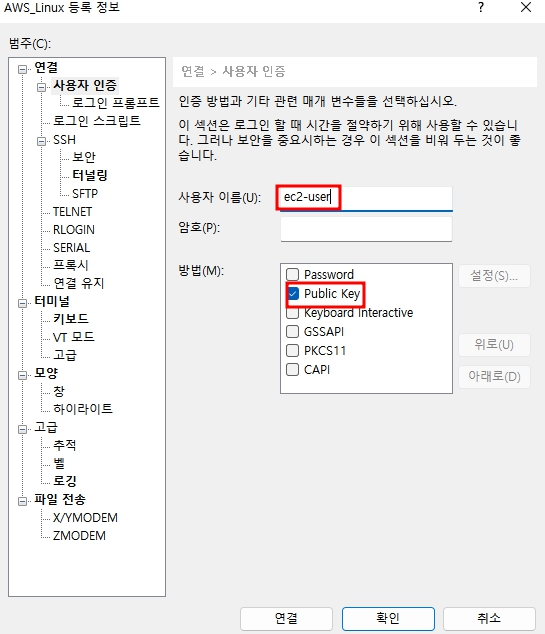 AWS_Linux 등록 정보
?
범주(C):
연결
사용자 인증
로그인 프롬프트
로그인 스크립트
SSH
보안
터널링
SFTP
TELNET
RLOGIN
SERIAL
프록시
연결 유지
터미널
키보드
VT 모드
고급
모양
창
하이라이트
고급
추적
벨
로깅
파일 전송
X/YMODEM
ZMODEM
연결 > 사용자 인증
인증 방법과 기타 관련 매개 변수들을 선택하십시오.
이 섹션은 로그인 할 때 시간을 절약하기 위해 사용할 수 있습니
다. 그러나 보안을 중요시하는 경우 이 섹션을 비워 두는 것이 좋
습니다.
사용자 이름(U): ec2-user
암호(P):
방법(M):
Password
Public Key
Keyboard Interactive
GSSAPI
PKCS11
CAPI
설정(S)...
위로(U)
아래로(D)
연결
확인
취소